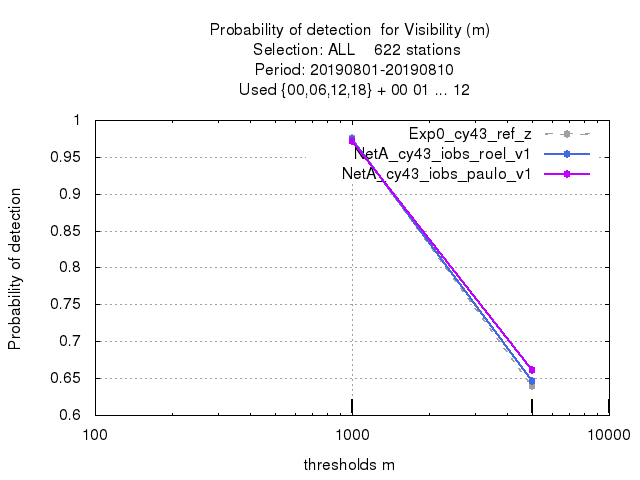 Probability of detection  for Visibility (m)
Selection: ALL    622 stations
Period: 20190801-20190810
Used {00,06,12,18} + 00 01 ... 12
Exp0_cy43_ref_z
NetA_cy43_iobs_roel_v1
NetA_cy43_iobs_paulo_v1
Probability of detection
1
0.95
0.9
0.85
0.8
0.75
0.7
0.65
0.6
100
1000
10000
thresholds m